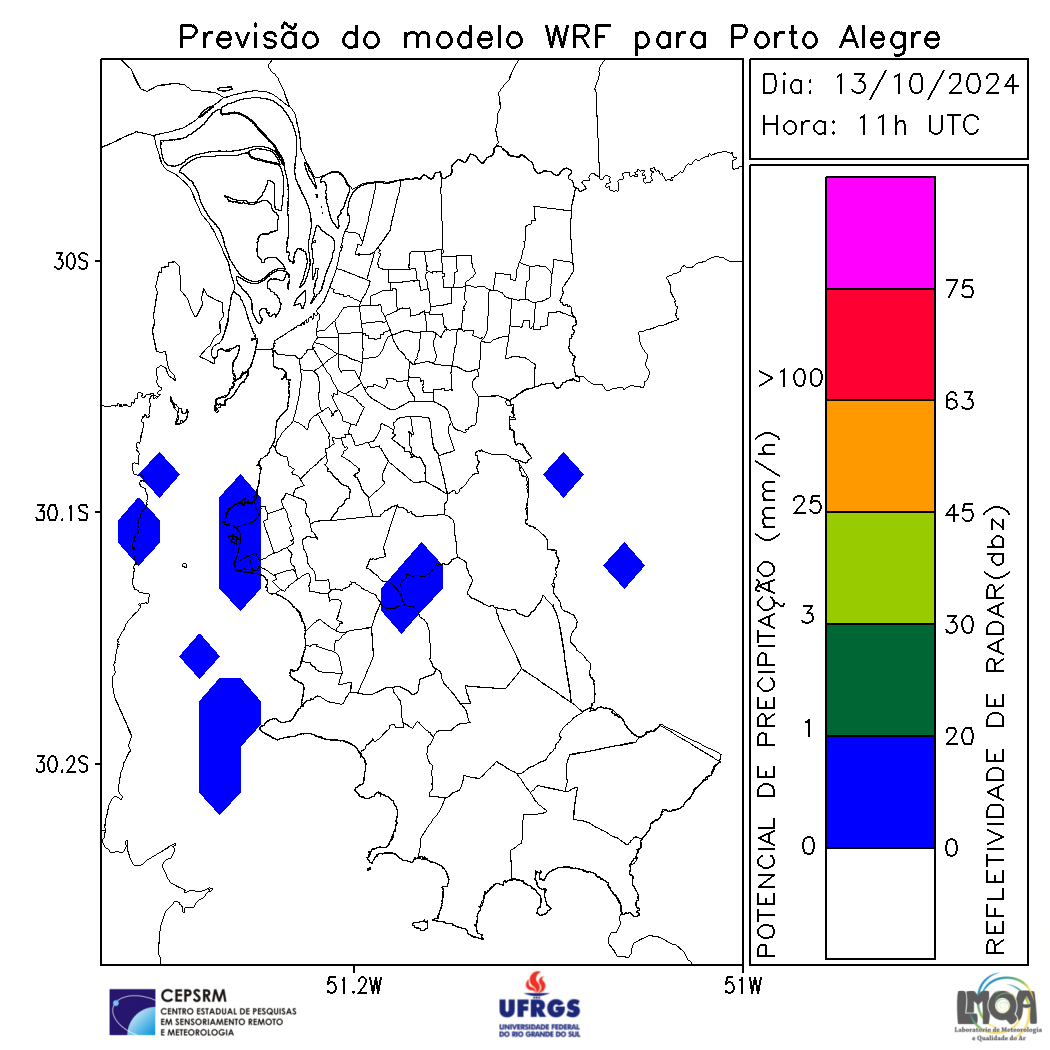 Previsão do modelo WRF para Porto Alegre
Dia: 13/10/2024
Hora: 11h UTC
30S
30.1S
30.2S
51.2W
51W
POTENCIAL DE PRECIPITAÇÃO (mm/h)
>100
25
3
1
0
75
63
45
30
20
0
REFLETIVIDADE DE RADAR(dbz)
CEPSRM
CENTRO ESTADUAL DE PESQUISAS
EM SENSORIAMENTO REMOTO
E METEOROLOGIA
UFRGS
UNIVERSIDADE FEDERAL
DO RIO GRANDE DO SUL
LMQA
Laboratório de Meteorologia
e Qualidade do Ar